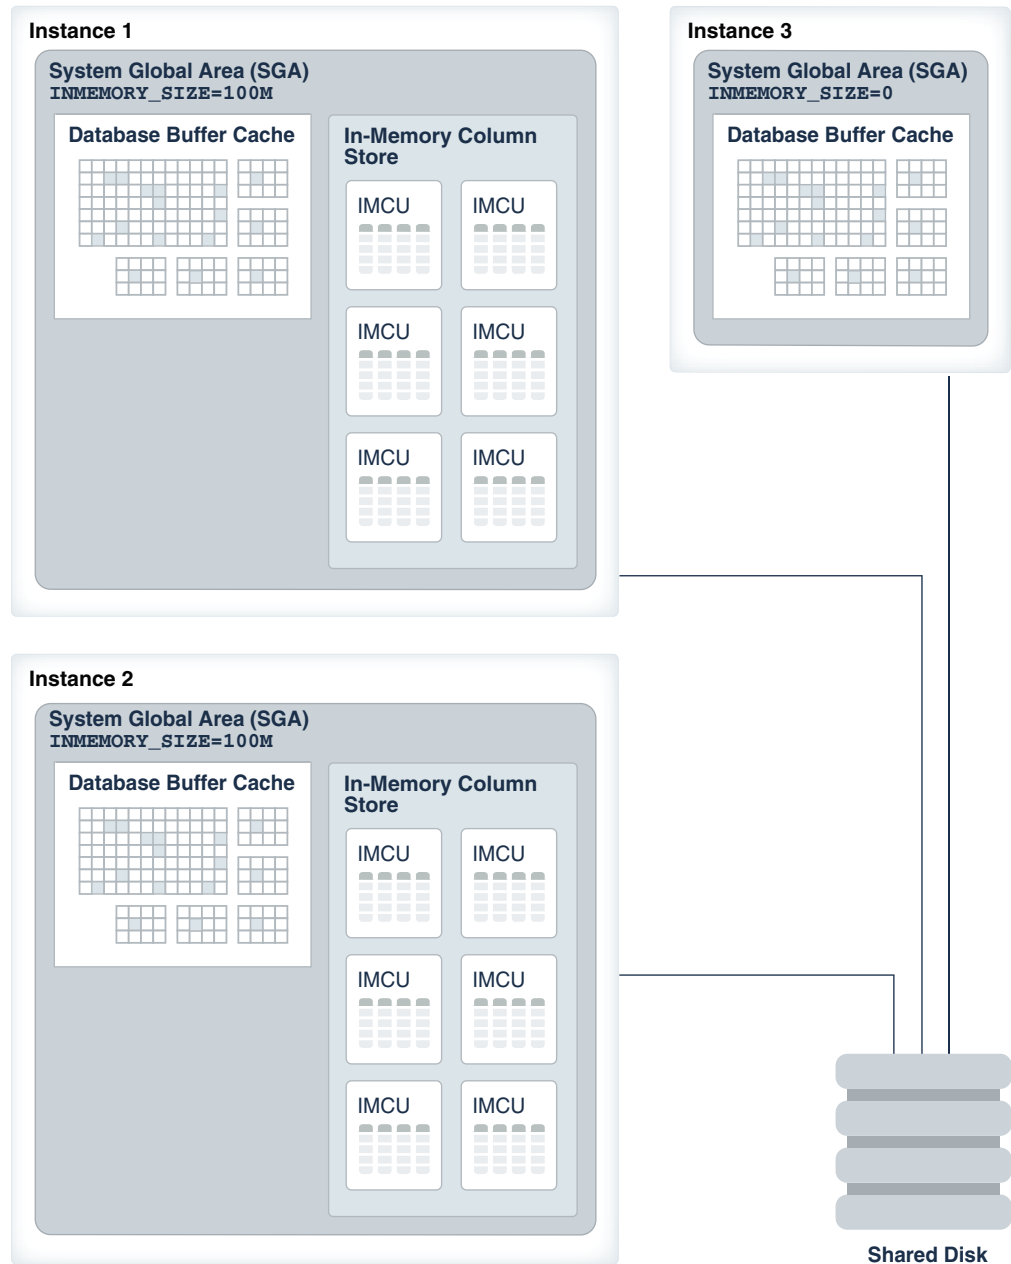 Instance 1
System Global Area (SGA)
INMEMORY_SIZE=100M
Database Buffer Cache
In-Memory Column
Store
IMCU
IMCU
IMCU
IMCU
IMCU
IMCU
Instance 3
System Global Area (SGA)
INMEMORY_SIZE=0
Database Buffer Cache
Instance 2
System Global Area (SGA)
INMEMORY_SIZE=100M
Database Buffer Cache
In-Memory Column
Store
IMCU
IMCU
IMCU
IMCU
IMCU
IMCU
Shared Disk